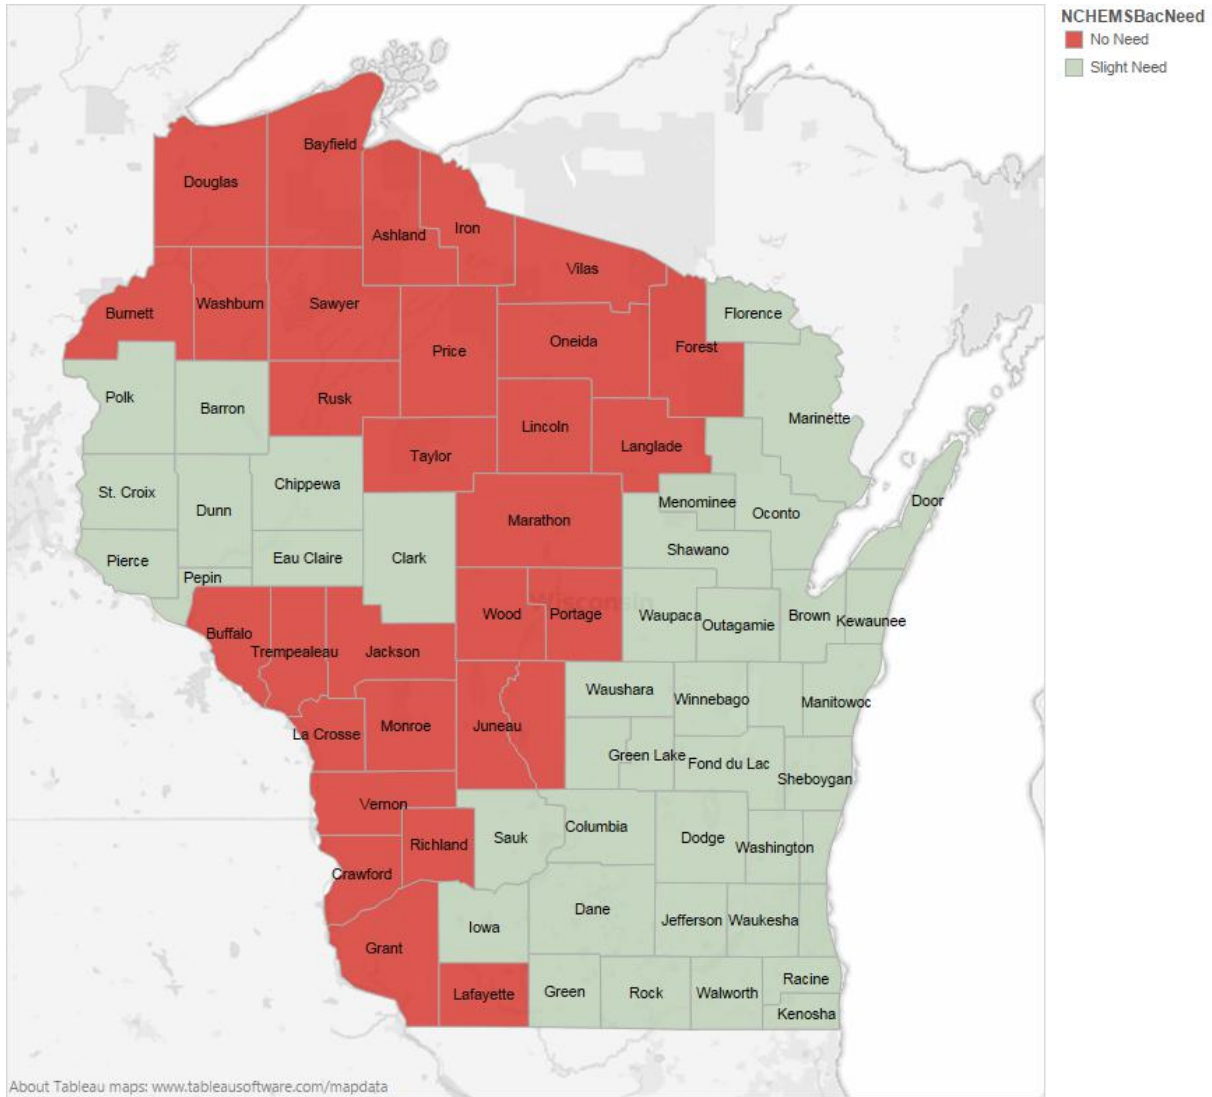 NCHEMSBacNeed
No Need
Slight Need
Bayfield
Douglas
Ashland
Iron
Vilas
Burnett
Washburn
Sawyer
Price
Oneida
Forest
Florence
Polk
Barron
Rusk
Taylor
Lincoln
Langlade
Marinette
St. Croix
Dunn
Chippewa
Marathon
Menominee
Oconto
Door
Pierce
Pepin
Eau Claire
Clark
Shawano
Wisconsin
Buffalo
Trempealeau
Jackson
Wood
Portage
Waupaca
Outagamie
Brown
Kewaunee
La Crosse
Monroe
Juneau
Waushara
Winnebago
Manitowoc
Green Lake
Fond du Lac
Sheboygan
Vernon
Richland
Sauk
Columbia
Dodge
Washington
Crawford
Grant
Iowa
Dane
Jefferson
Waukesha
Lafayette
Green
Rock
Walworth
Racine
Kenosha
About Tableau maps: www.tableausoftware.com/mapdata